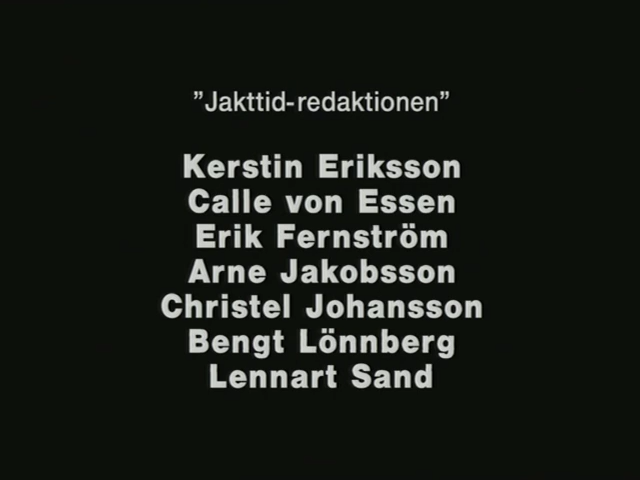 ”Jakttid-redaktionen”
Kerstin Eriksson
Calle von Essen
Erik Fernström
Arne Jakobsson
Christel Johansson
Bengt Lönnberg
Lennart Sand